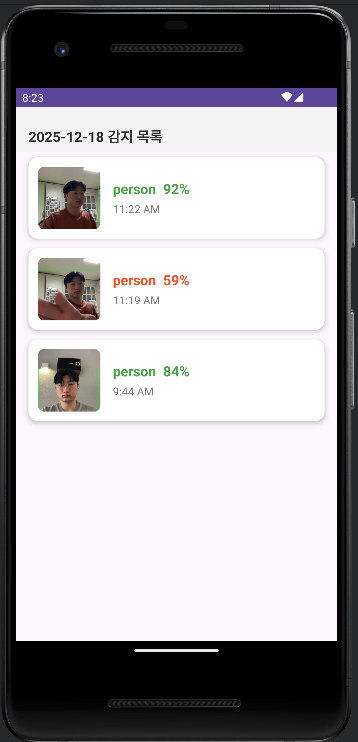 8:23
2025-12-18 감지 목록
person 92%
11:22 AM
person 59%
11:19 AM
person 84%
9:44 AM